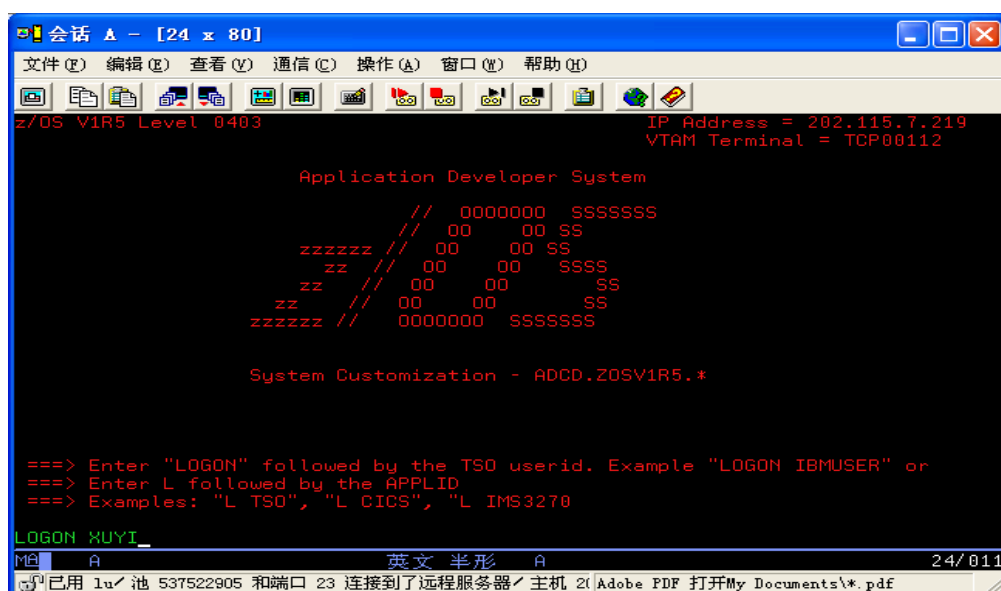 会话 A - [24 x 80]
文件(F) 编辑(E) 查看(V) 通信(C) 操作(A) 窗口(W) 帮助(H)
z/OS V1R5 Level 0403 IP Address = 202.115.7.219
VTAM Terminal = TCP00112
Application Developer System
// OOOOOOO SSSSSSS
// OO OO SS
zzzzzz // OO OO SS
zz // OO OO SSSS
zz // OO OO SS
zz // OO OO SS
zzzzzz // OOOOOOO SSSSSSS
System Customization - ADCD.ZOSV1R5.*
===> Enter "LOGON" followed by the TSO userid. Example "LOGON IBMUSER" or
===> Enter L followed by the APPLID
===> Examples: "L TSO", "L CICS", "L IMS3270
LOGON XUYI_
MA A 英文 半形 A 24/011
已用 lu/池 537522905 和端口 23 连接到了远程服务器/主机 20 Adobe PDF 打开My Documents\*.pdf